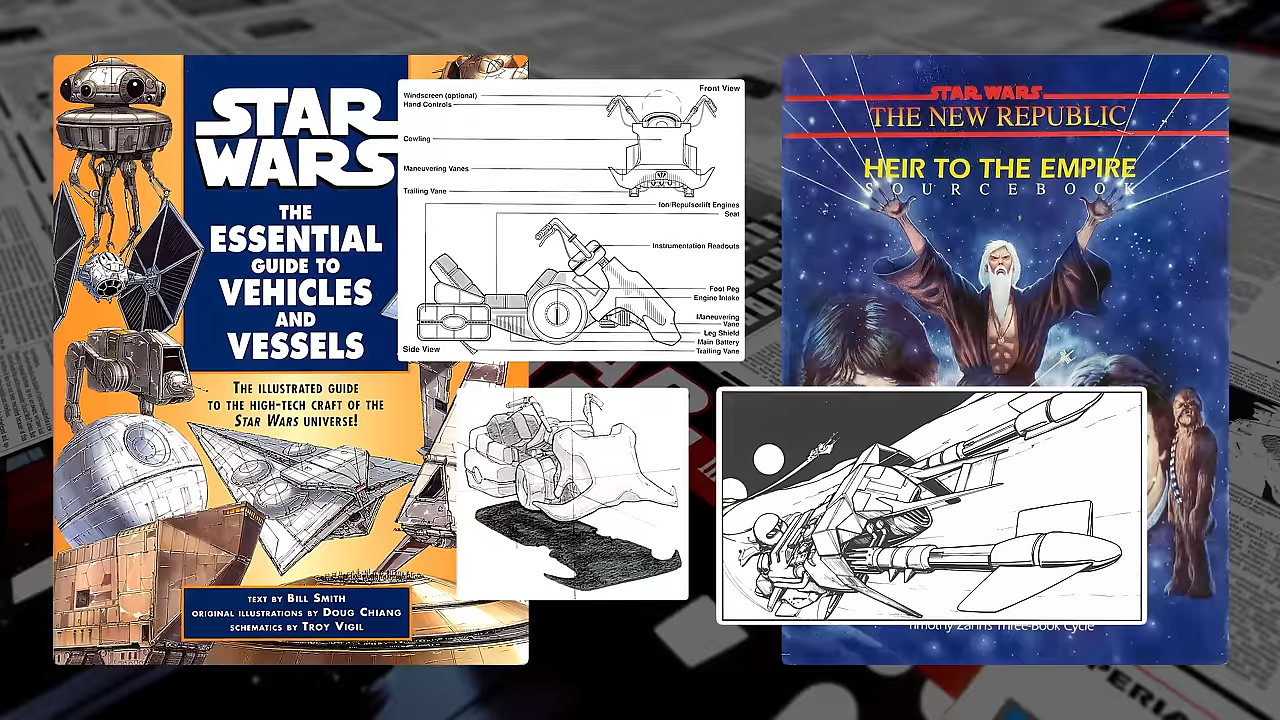 STAR
WARS
THE
ESSENTIAL
GUIDE TO
VEHICLES
AND
VESSELS
THE ILLUSTRATED GUIDE
TO THE HIGH-TECH CRAFT OF THE
STAR WARS UNIVERSE!
TEXT BY BILL SMITH
ORIGINAL ILLUSTRATIONS BY DOUG CHIANG
SCHEMATICS BY TROY VIGIL
Front View
Windscreen (optional)
Hand Controls
Cowling
Maneuvering Vanes
Trailing Vane
Ion/Repulsorlift Engines
Seat
Instrumentation Readouts
Foot Peg
Engine Intake
Maneuvering
Vane
Leg Shield
Main Battery
Trailing Vane
Side View
STAR WARS
THE NEW REPUBLIC
HEIR TO THE EMPIRE
SOURCEBOOK
Timothy Zahn's Three-Book Cycle